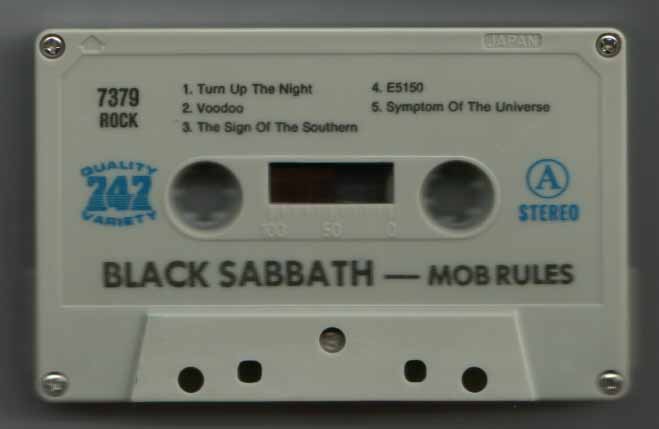 JAPAN
7379
ROCK
1. Turn Up The Night
2. Voodoo
3. The Sign Of The Southern
4. E5150
5. Symptom Of The Universe
QUALITY
747
VARIETY
A
STEREO
100 50 0
BLACK SABBATH — MOB RULES